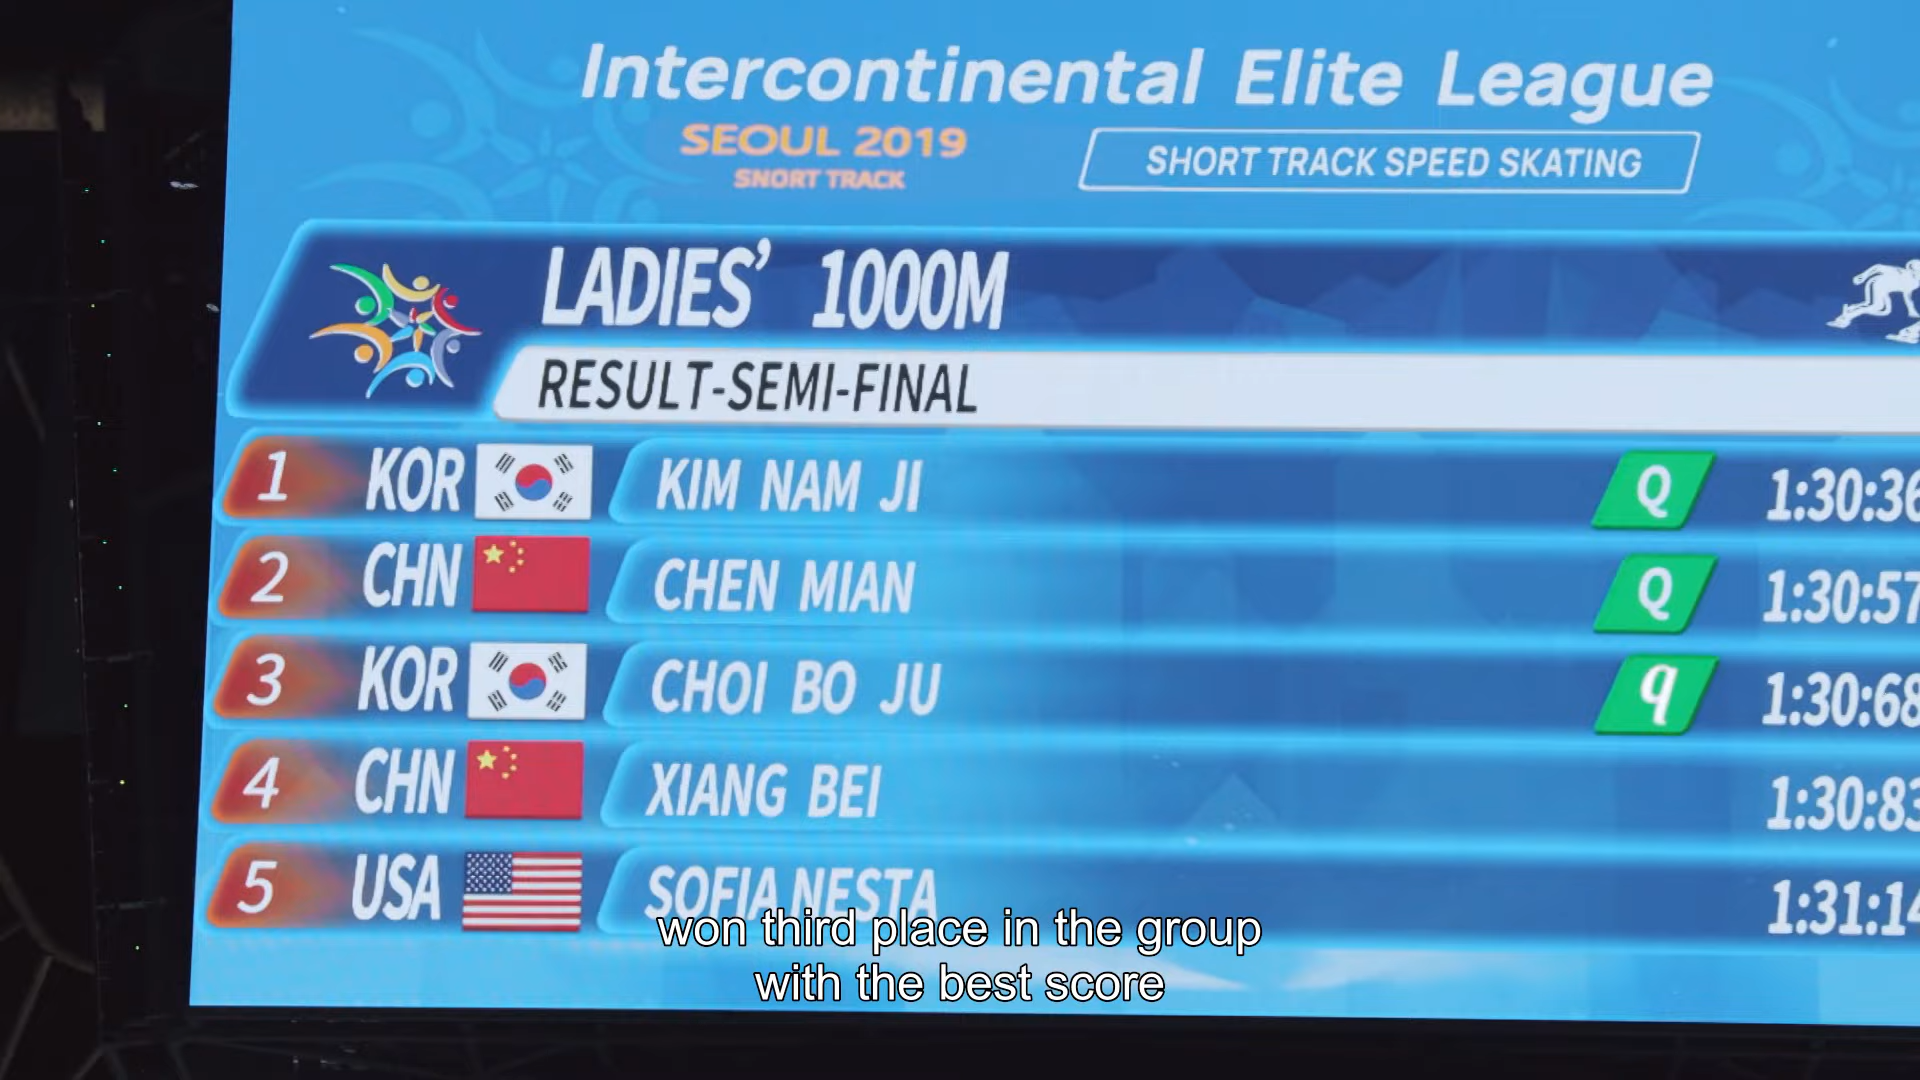 Intercontinental Elite League
SEOUL 2019
SNORT TRACK
SHORT TRACK SPEED SKATING
LADIES' 1000M
RESULT-SEMI-FINAL
1 KOR KIM NAM JI Q 1:30:36
2 CHN CHEN MIAN Q 1:30:57
3 KOR CHOI BO JU q 1:30:68
4 CHN XIANG BEI 1:30:83
5 USA SOFIA NESTA 1:31:14
won third place in the group
with the best score